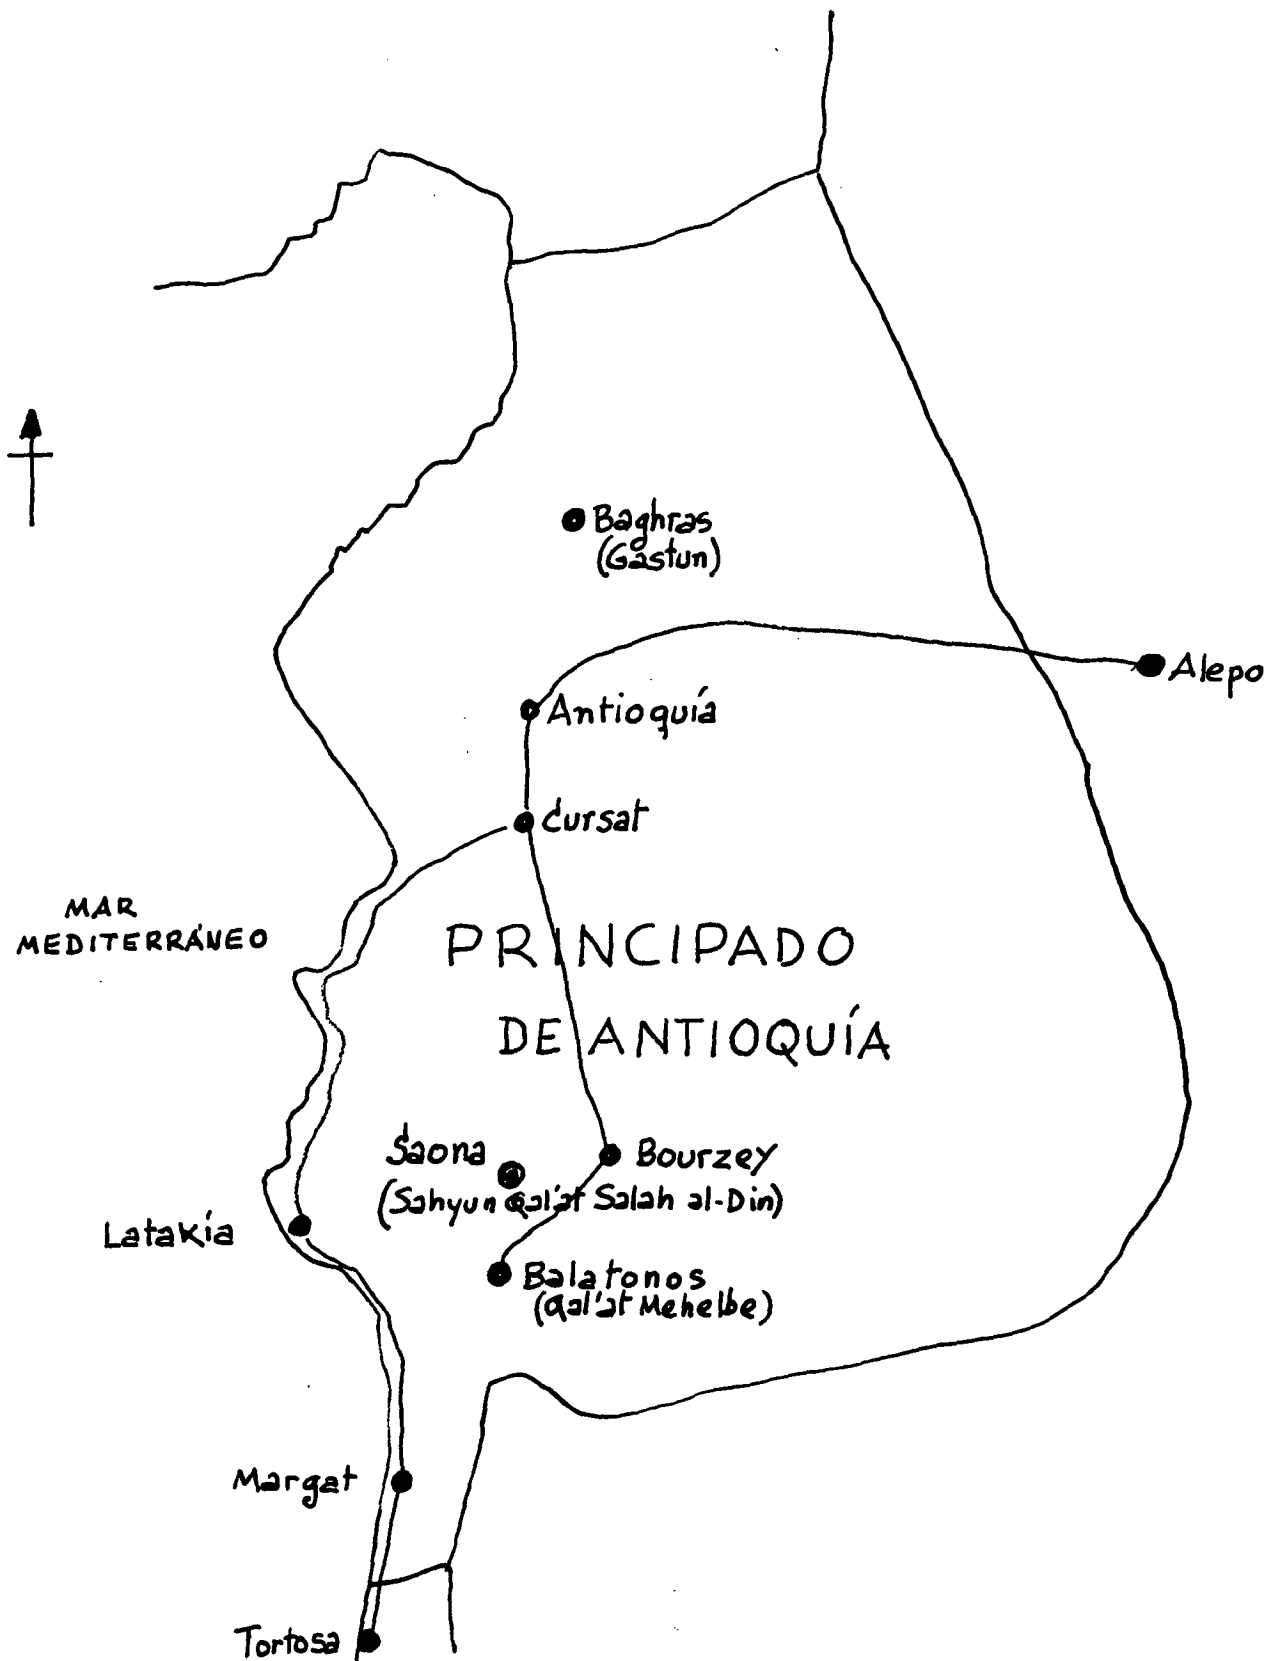 Baghras
(Gastun)
Alepo
Antioquía
Cursat
MAR
MEDITERRÁNEO
PRINCIPADO
DE ANTIOQUÍA
Saona
Bourzey
(Sahyun Qal'at Salah al-Din)
Latakía
Balatonos
(Qal'at Mehelbe)
Margat
Tortosa